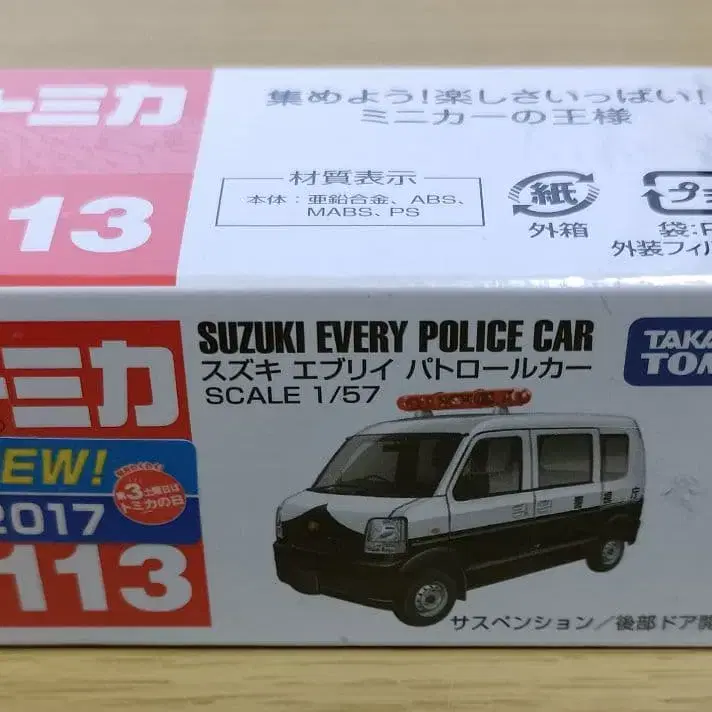 トミカ
集めよう!楽しさいっぱい!
ミニカーの王様
材質表示
本体:亜鉛合金、ABS、
MABS、PS
紙
外箱
プ
袋:P
外装フィル
113
トミカ
SUZUKI EVERY POLICE CAR
スズキ エブリイ パトロールカー
SCALE 1/57
TAKA
TOM
EW!
2017
第3土曜日は
トミカの日
113
警視庁
サスペンション/後部ドア開